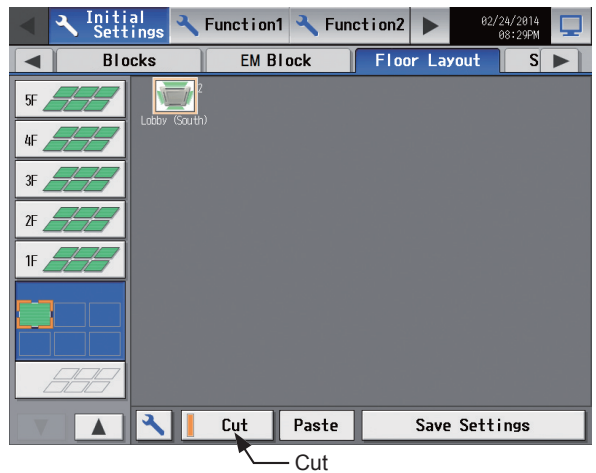 Initial
Settings
Function1
Function2
02/24/2014
08:29PM
Blocks
EM Block
Floor Layout
S
5F
2
Lobby (South)
4F
3F
2F
1F
Cut
Paste
Save Settings
Cut